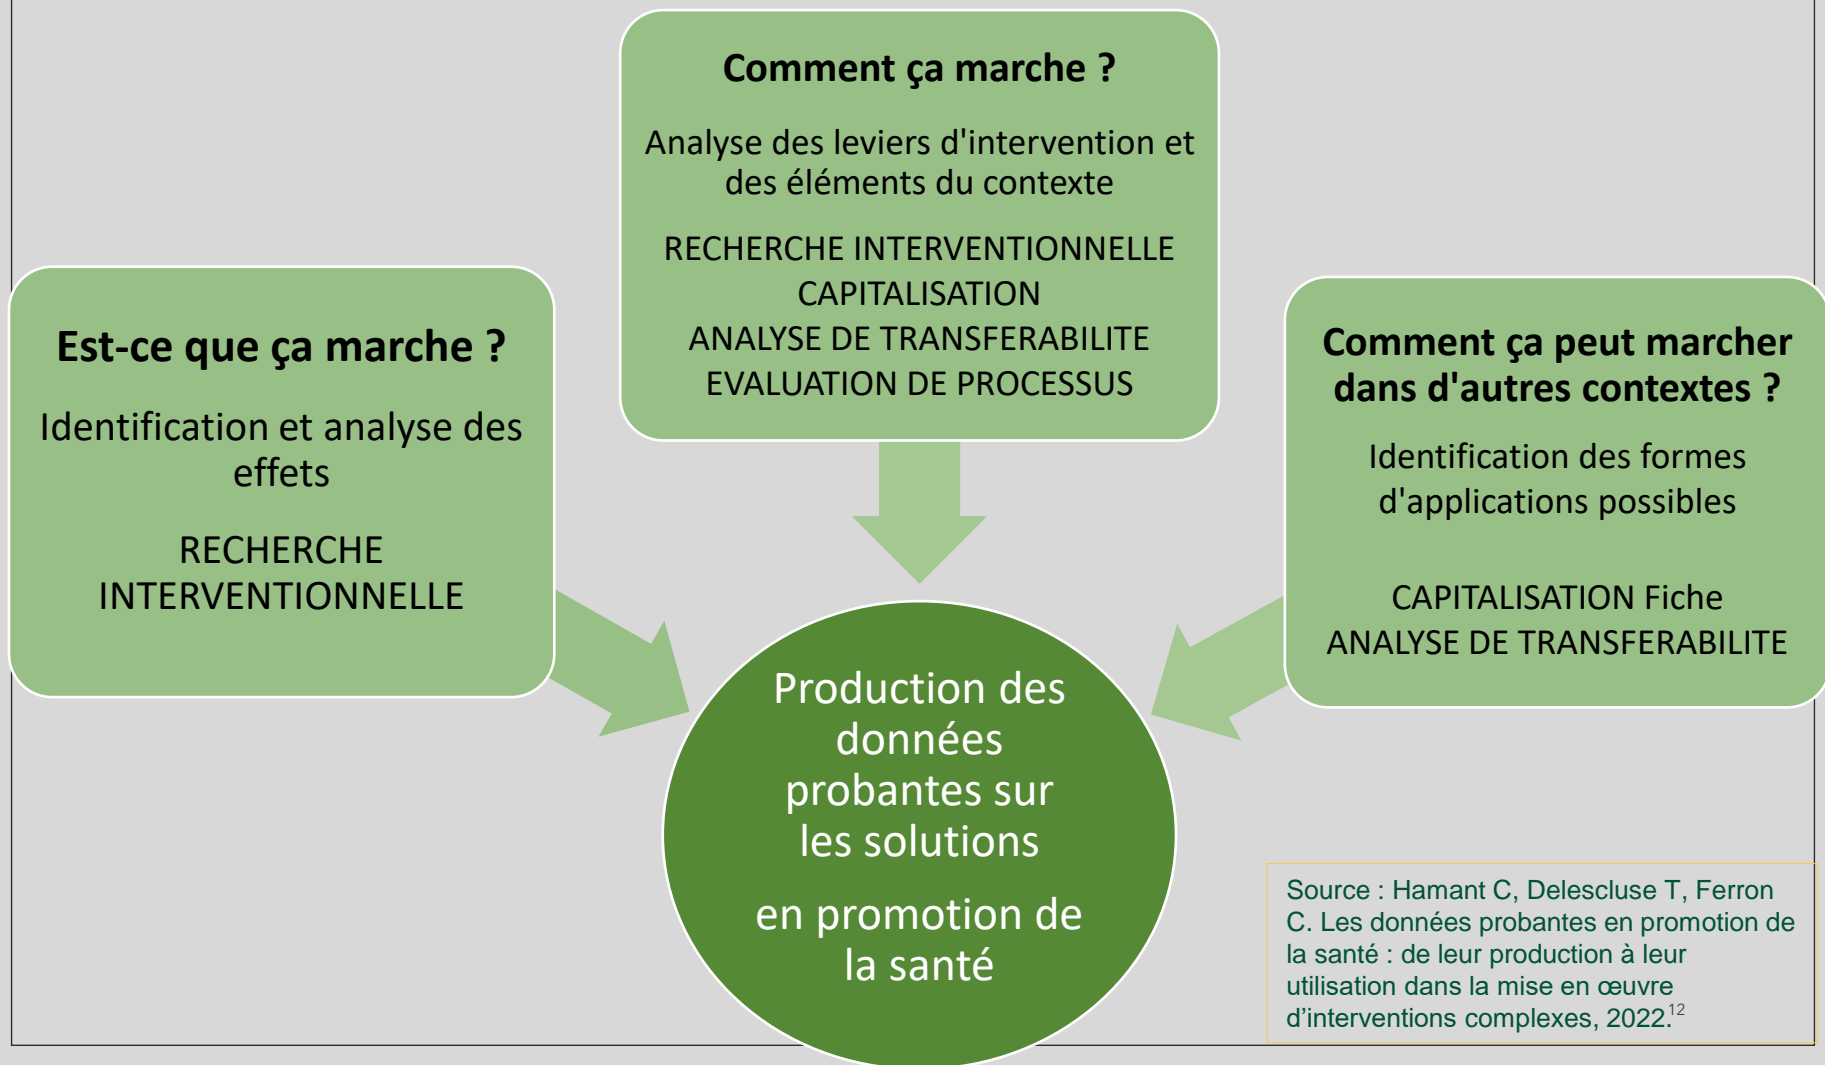 Comment ça marche ?
Analyse des leviers d'intervention et
des éléments du contexte
RECHERCHE INTERVENTIONNELLE
CAPITALISATION
ANALYSE DE TRANSFERABILITE
EVALUATION DE PROCESSUS
Est-ce que ça marche ?
Identification et analyse des
effets
RECHERCHE
INTERVENTIONNELLE
Comment ça peut marcher
dans d'autres contextes ?
Identification des formes
d'applications possibles
CAPITALISATION Fiche
ANALYSE DE TRANSFERABILITE
Production des
données
probantes sur
les solutions
en promotion de
la santé
Source : Hamant C, Delescluse T, Ferron
C. Les données probantes en promotion de
la santé : de leur production à leur
utilisation dans la mise en œuvre
d’interventions complexes, 2022.12